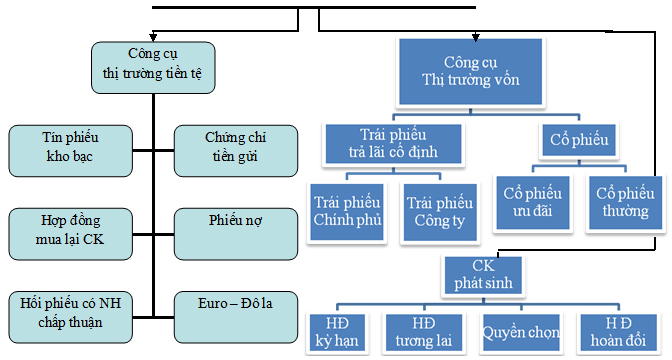 Công cụ
thị trường tiền tệ
Tín phiếu
kho bạc
Chứng chỉ
tiền gửi
Hợp đồng
mua lại CK
Phiếu nợ
Hối phiếu có NH
chấp thuận
Euro – Đô la
Công cụ
Thị trường vốn
Trái phiếu
trả lãi cố định
Cổ phiếu
Trái phiếu
Chính phủ
Trái phiếu
Công ty
Cổ phiếu
ưu đãi
Cổ phiếu
thường
CK
phát sinh
HĐ
kỳ hạn
HĐ
tương lai
Quyền chọn
H Đ
hoán đổi